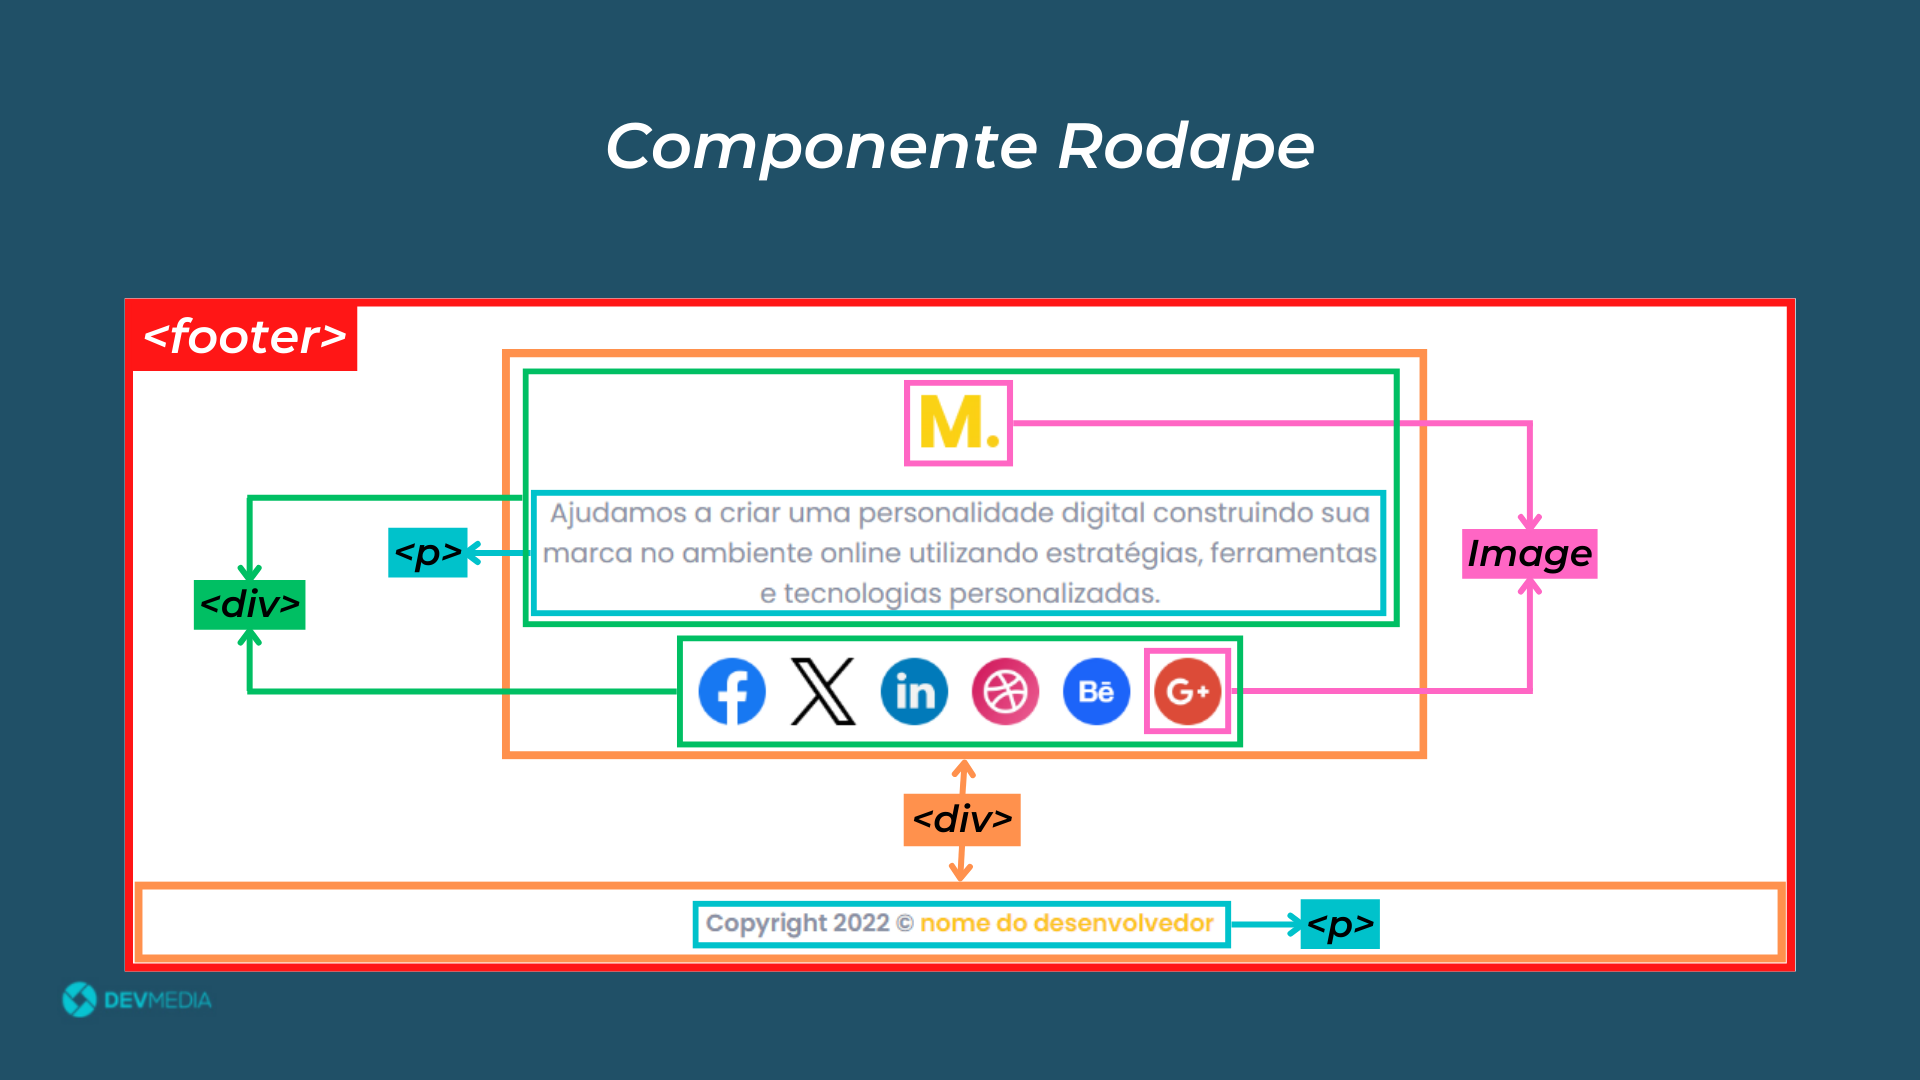 Componente Rodape
<footer>
M.
Ajudamos a criar uma personalidade digital construindo sua
marca no ambiente online utilizando estratégias, ferramentas
e tecnologias personalizadas.
<p>
Image
<div>
f X in Bē G+
<div>
Copyright 2022 © nome do desenvolvedor
<p>
DEVMEDIA